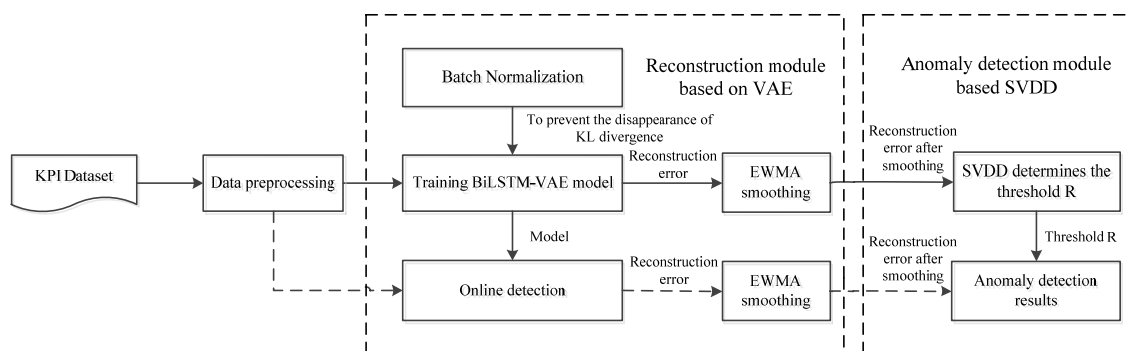 Batch Normalization
Reconstruction module
based on VAE
Anomaly detection module
based SVDD
To prevent the disappearance of
KL divergence
KPI Dataset
Data preprocessing
Training BiLSTM-VAE model
Reconstruction
error
EWMA
smoothing
Reconstruction
error after
smoothing
SVDD determines the
threshold R
Model
Threshold R
Online detection
Reconstruction
error
EWMA
smoothing
Reconstruction
error after
smoothing
Anomaly detection
results